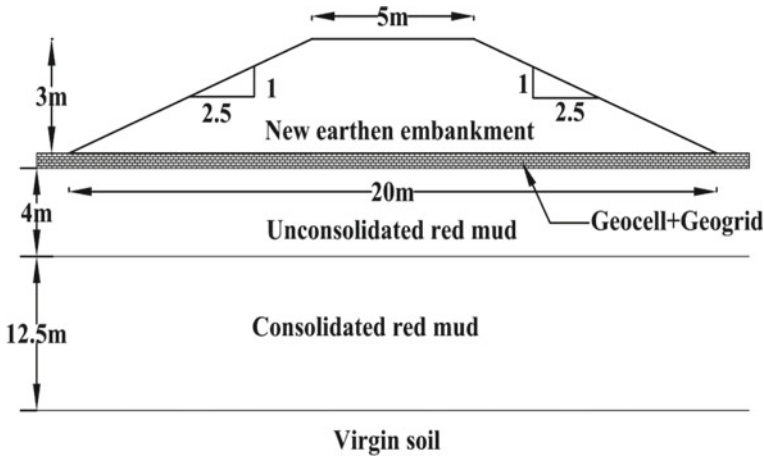 5m
3m
1
2.5
1
2.5
New earthen embankment
20m
4m
Geocell+Geogrid
Unconsolidated red mud
12.5m
Consolidated red mud
Virgin soil